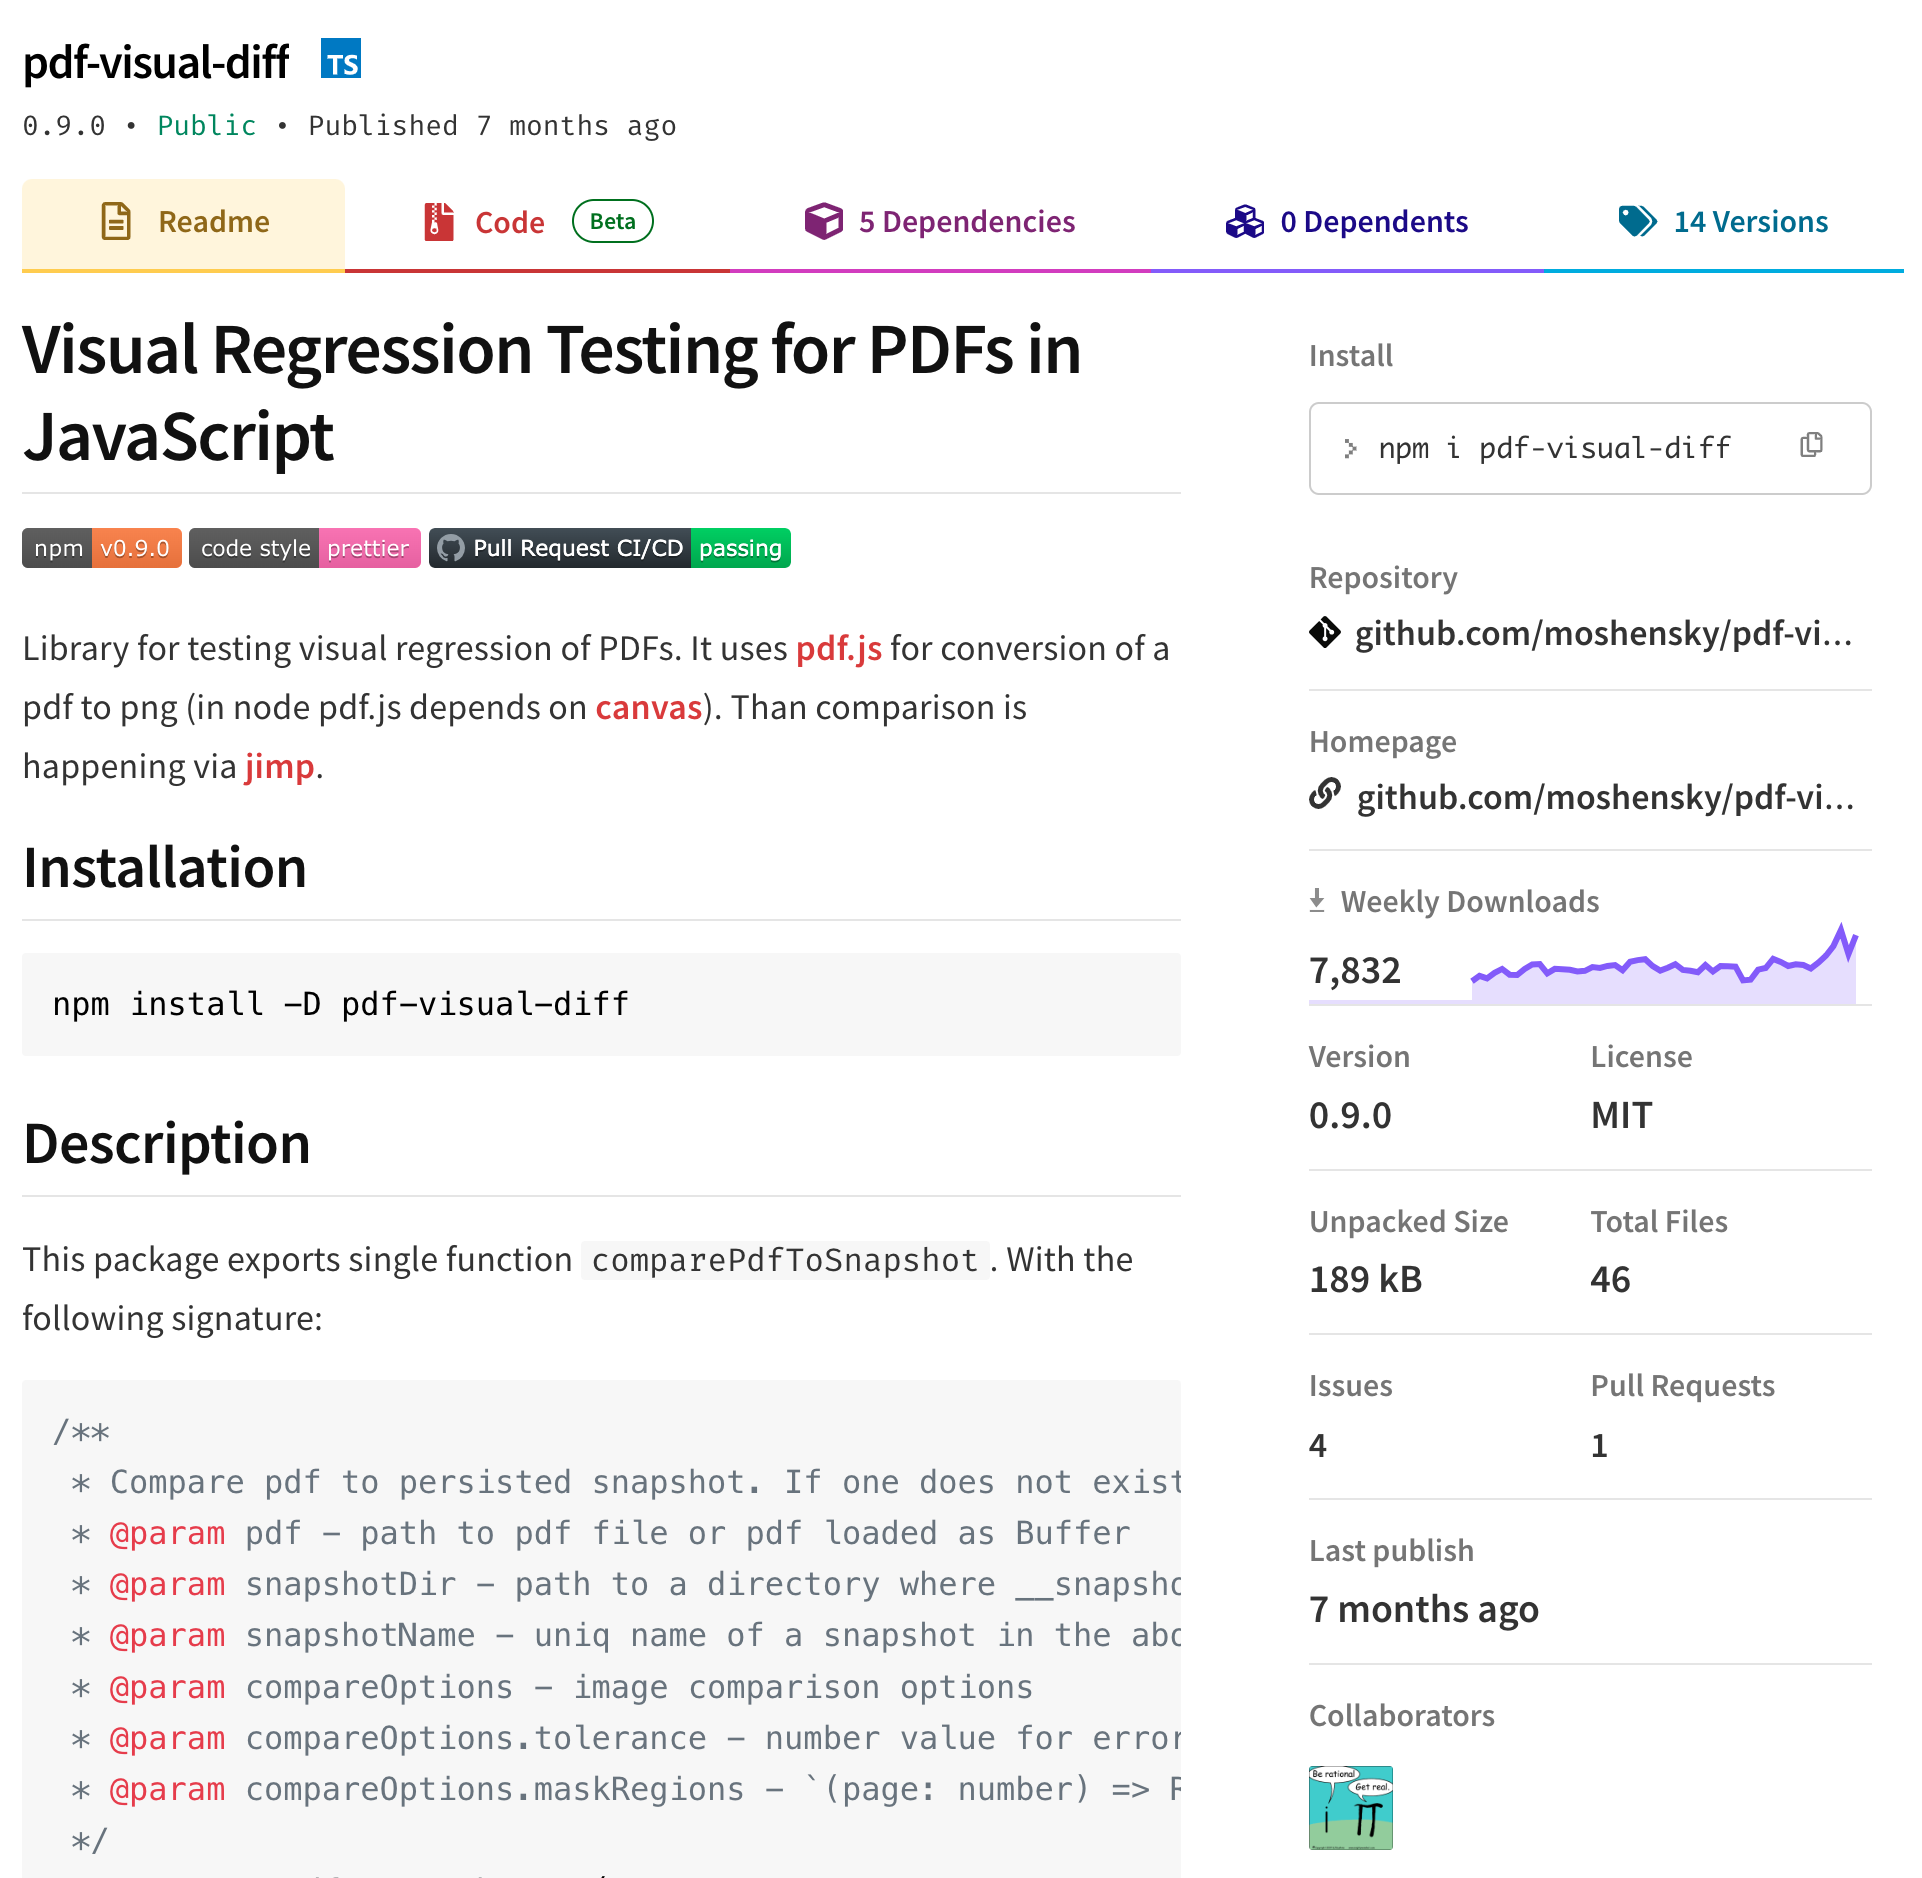 pdf-visual-diff TS
0.9.0 • Public • Published 7 months ago
Readme
Code Beta
5 Dependencies
0 Dependents
14 Versions
Visual Regression Testing for PDFs in
JavaScript
npm v0.9.0 code style prettier Pull Request CI/CD passing
Library for testing visual regression of PDFs. It uses pdf.js for conversion of a
pdf to png (in node pdf.js depends on canvas). Than comparison is
happening via jimp.
Installation
npm install -D pdf-visual-diff
Description
This package exports single function comparePdfToSnapshot. With the
following signature:
/**
* Compare pdf to persisted snapshot. If one does not exist
* @param pdf - path to pdf file or pdf loaded as Buffer
* @param snapshotDir - path to a directory where __snapsho
* @param snapshotName - uniq name of a snapshot in the abo
* @param compareOptions - image comparison options
* @param compareOptions.tolerance - number value for error
* @param compareOptions.maskRegions - `(page: number) => R
*/
Install
> npm i pdf-visual-diff
Repository
github.com/moshensky/pdf-vi...
Homepage
github.com/moshensky/pdf-vi...
Weekly Downloads
7,832
Version
0.9.0
License
MIT
Unpacked Size
189 kB
Total Files
46
Issues
4
Pull Requests
1
Last publish
7 months ago
Collaborators
Be rational
Get real.
i π